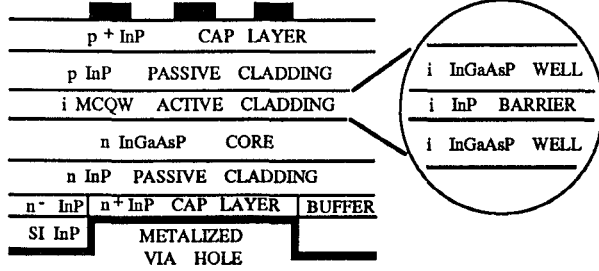 p + InP CAP LAYER
p InP PASSIVE CLADDING
i MCQW ACTIVE CLADDING
n InGaAsP CORE
n InP PASSIVE CLADDING
n- InP n+ InP CAP LAYER BUFFER
SI InP METALIZED
VIA HOLE
i InGaAsP WELL
i InP BARRIER
i InGaAsP WELL